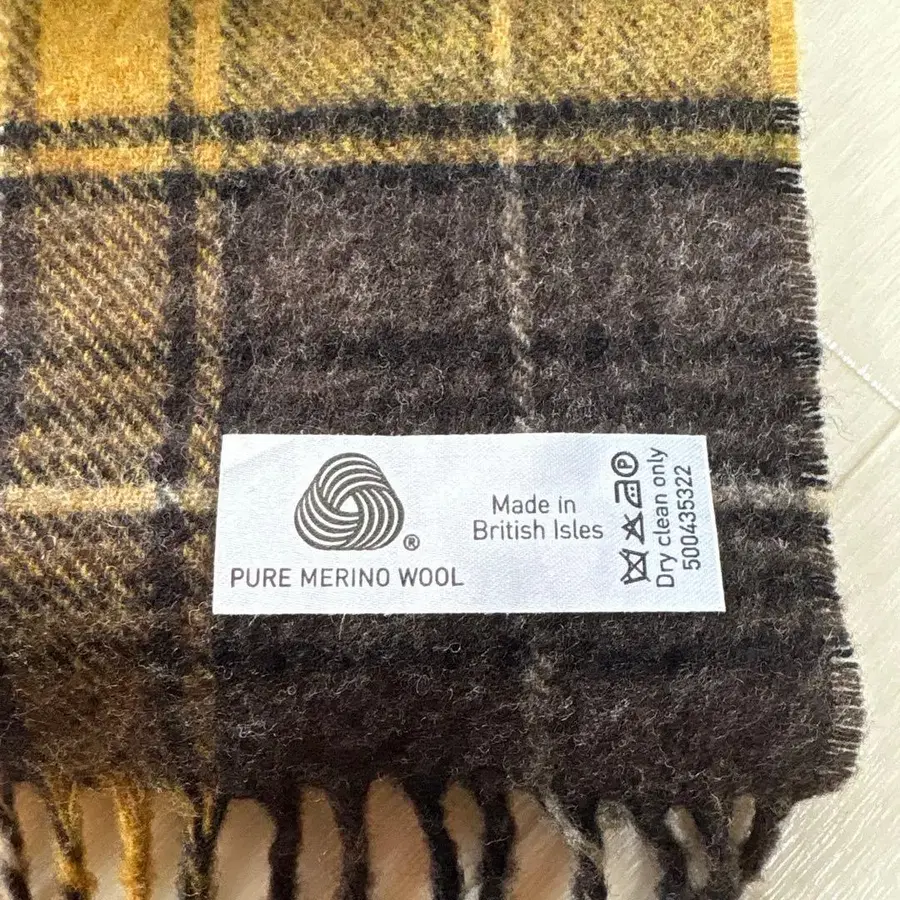 ®
PURE MERINO WOOL
Made in
British Isles
P
Dry clean only
500435322